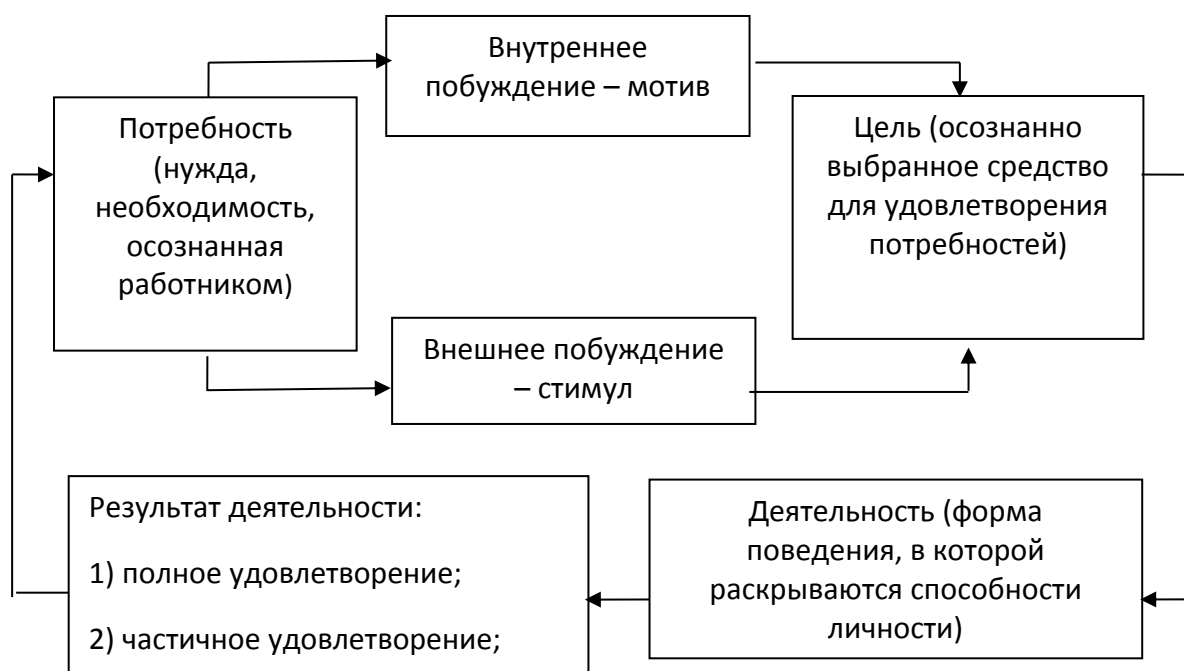 Внутреннее
побуждение – мотив
Потребность
(нужда,
необходимость,
осознанная
работником)
Цель (осознанно
выбранное средство
для удовлетворения
потребностей)
Внешнее побуждение
– стимул
Результат деятельности:
1) полное удовлетворение;
2) частичное удовлетворение;
Деятельность (форма
поведения, в которой
раскрываются способности
личности)